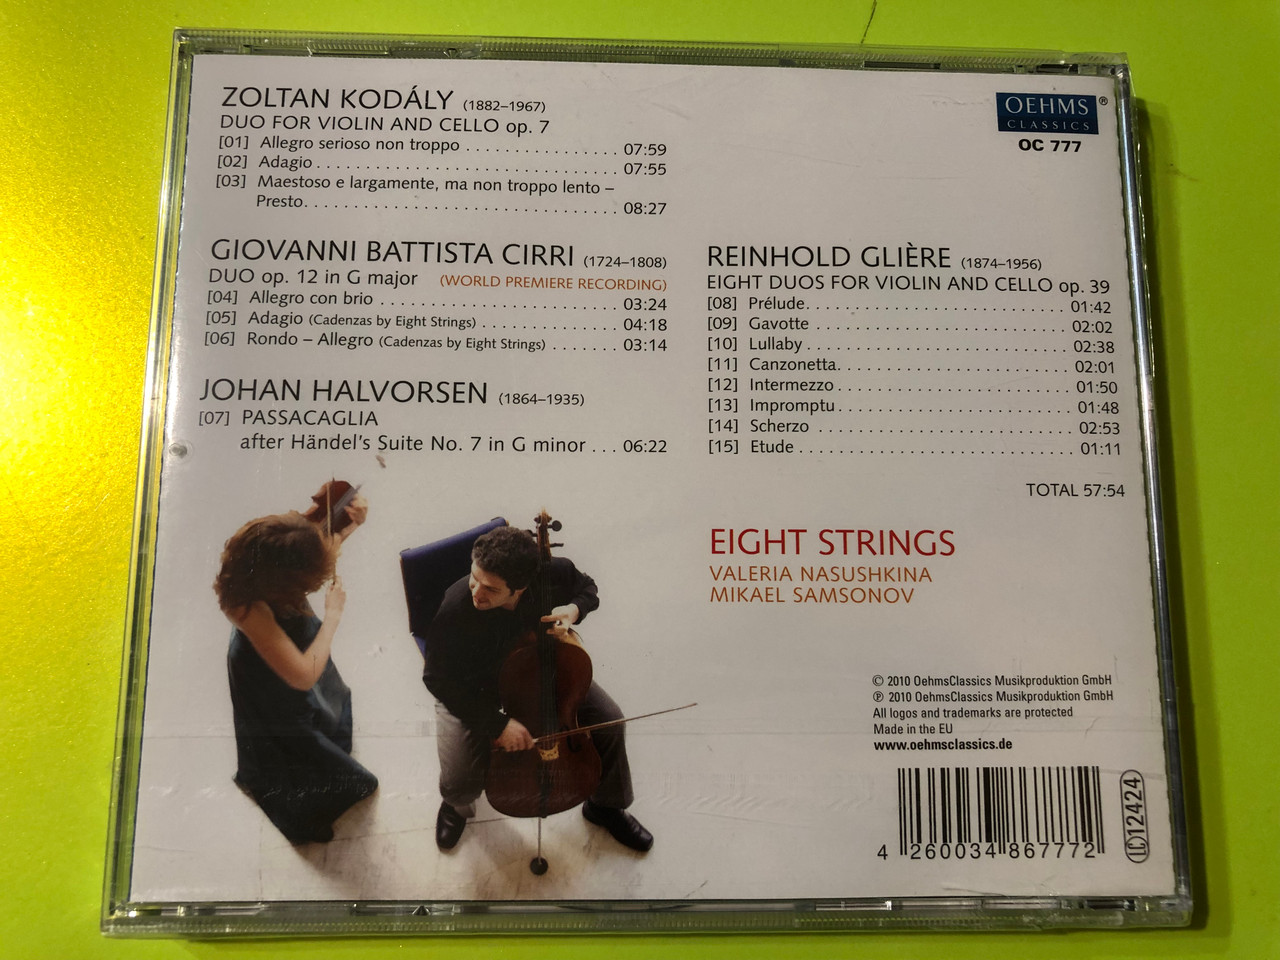 ZOLTAN KODÁLY (1882–1967)
DUO FOR VIOLIN AND CELLO op. 7
[01] Allegro serioso non troppo . . . . . . . . . . . . . . . . 07:59
[02] Adagio . . . . . . . . . . . . . . . . . . . . . . . . . . . . . . . 07:55
[03] Maestoso e largamente, ma non troppo lento –
Presto. . . . . . . . . . . . . . . . . . . . . . . . . . . . . . . . 08:27
GIOVANNI BATTISTA CIRRI (1724–1808)
DUO op. 12 in G major (WORLD PREMIERE RECORDING)
[04] Allegro con brio . . . . . . . . . . . . . . . . . . . . . . . . 03:24
[05] Adagio (Cadenzas by Eight Strings) . . . . . . . . . . . . . . 04:18
[06] Rondo – Allegro (Cadenzas by Eight Strings) . . . . . . . 03:14
JOHAN HALVORSEN (1864–1935)
[07] PASSACAGLIA
after Händel's Suite No. 7 in G minor . . . 06:22
OEHMS®
CLASSICS
OC 777
REINHOLD GLIÈRE (1874–1956)
EIGHT DUOS FOR VIOLIN AND CELLO op. 39
[08] Prélude. . . . . . . . . . . . . . . . . . . . . . . . . . 01:42
[09] Gavotte . . . . . . . . . . . . . . . . . . . . . . . . . . 02:02
[10] Lullaby . . . . . . . . . . . . . . . . . . . . . . . . . . . 02:38
[11] Canzonetta. . . . . . . . . . . . . . . . . . . . . . . . 02:01
[12] Intermezzo . . . . . . . . . . . . . . . . . . . . . . . . 01:50
[13] Impromptu . . . . . . . . . . . . . . . . . . . . . . . . 01:48
[14] Scherzo . . . . . . . . . . . . . . . . . . . . . . . . . . 02:53
[15] Etude . . . . . . . . . . . . . . . . . . . . . . . . . . . . 01:11
TOTAL 57:54
EIGHT STRINGS
VALERIA NASUSHKINA
MIKAEL SAMSONOV
© 2010 OehmsClassics Musikproduktion GmbH
℗ 2010 OehmsClassics Musikproduktion GmbH
All logos and trademarks are protected
Made in the EU
www.oehmsclassics.de
4 260034 867772
LC 12424